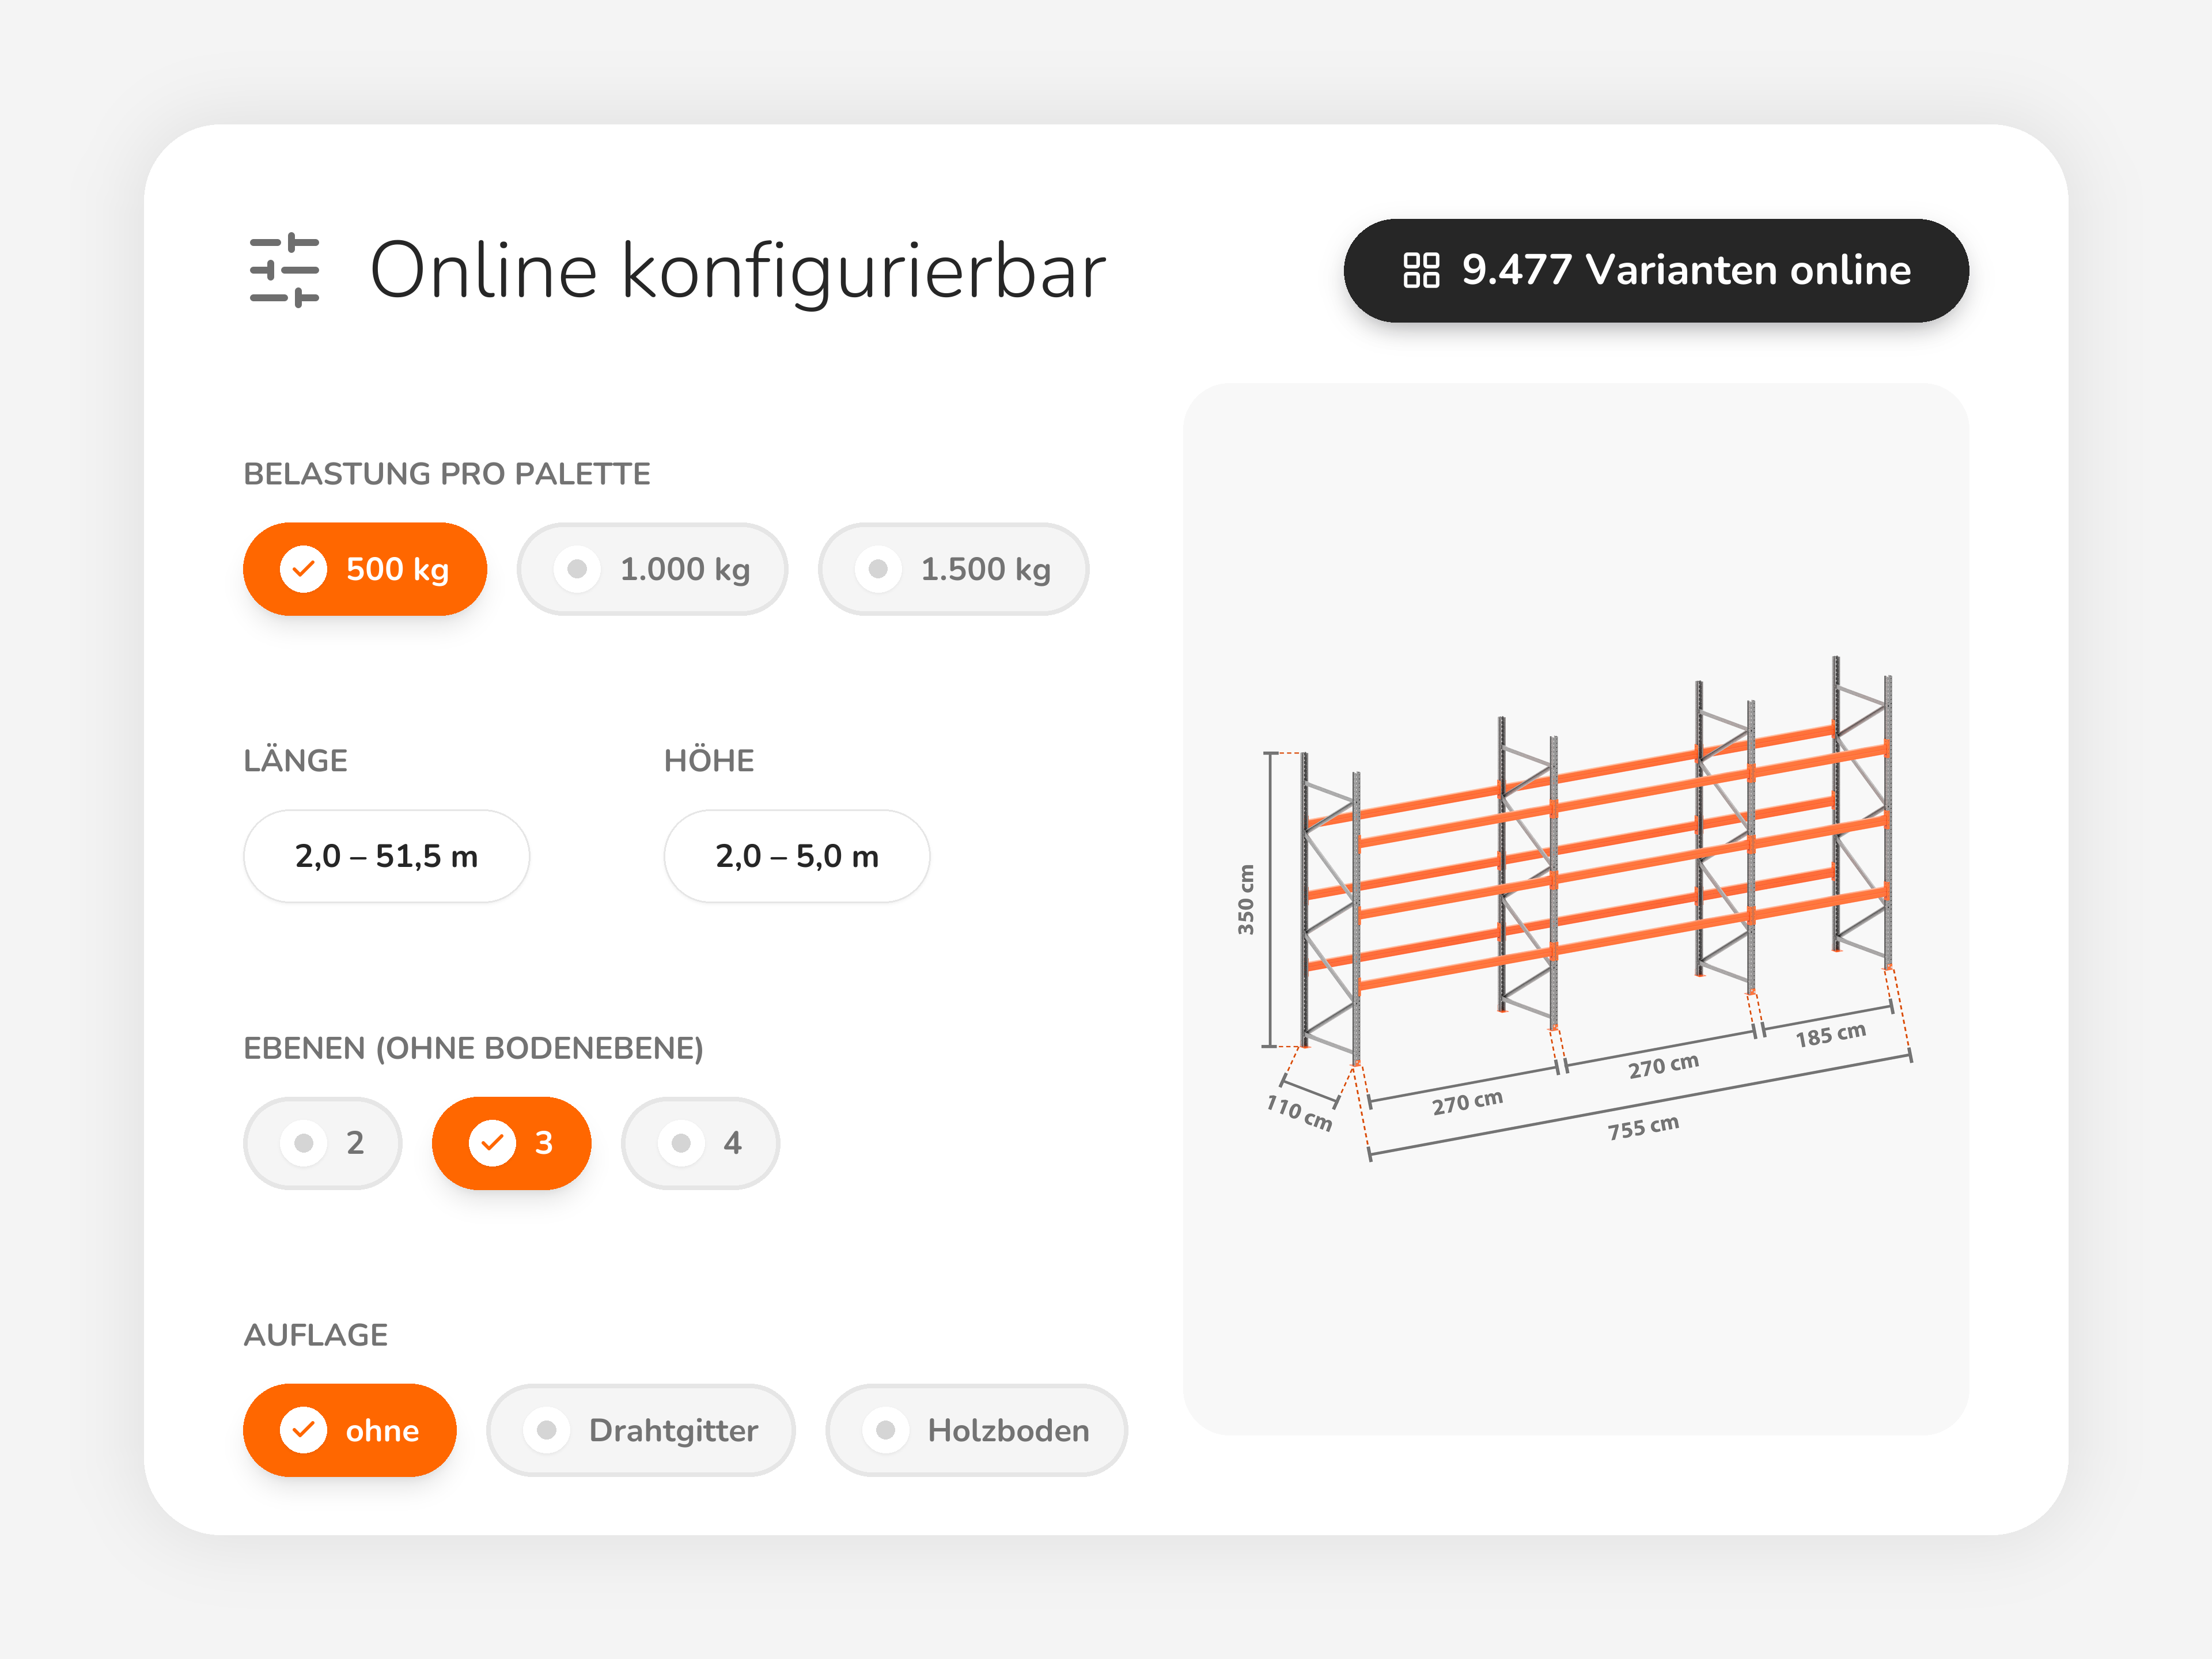 Online konfigurierbar
9.477 Varianten online
BELASTUNG PRO PALETTE
500 kg
1.000 kg
1.500 kg
LÄNGE
HÖHE
2,0 – 51,5 m
2,0 – 5,0 m
EBENEN (OHNE BODENEBENE)
2
3
4
AUFLAGE
ohne
Drahtgitter
Holzboden
350 cm
110 cm
270 cm
270 cm
185 cm
755 cm